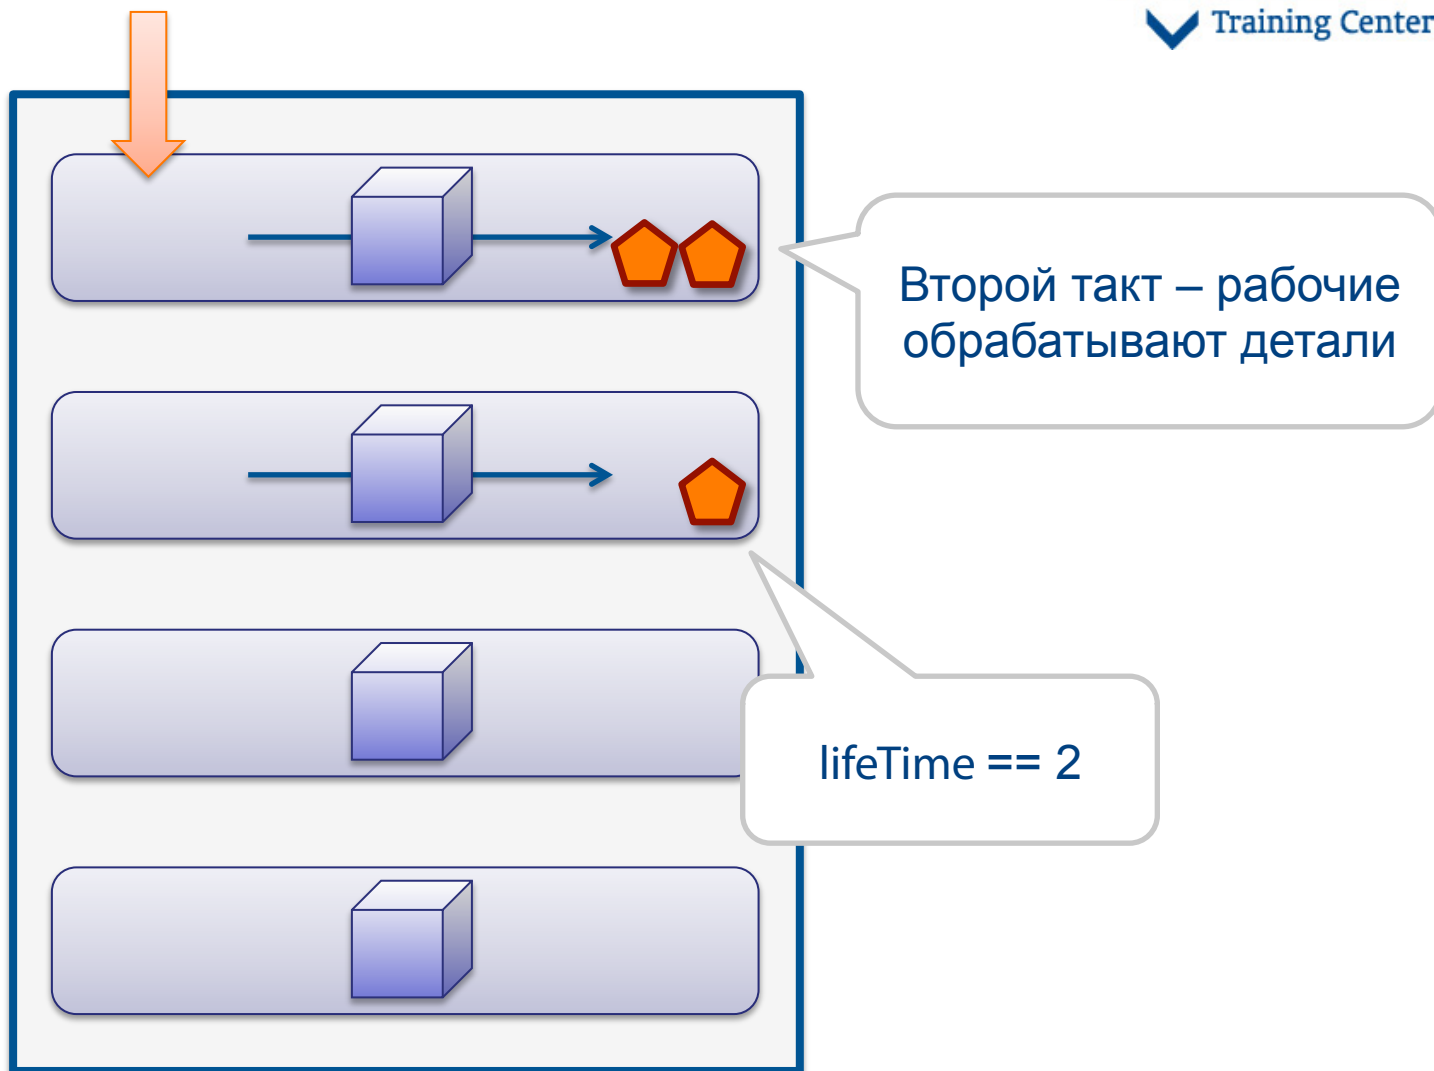 Training Center
Второй такт – рабочие
обрабатывают детали
lifeTime == 2